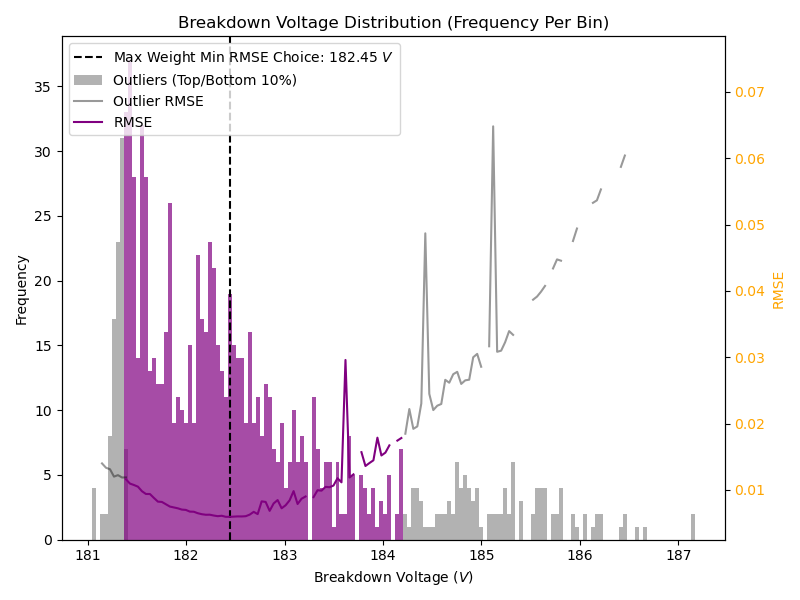 Breakdown Voltage Distribution (Frequency Per Bin)
Max Weight Min RMSE Choice: 182.45 V
Outliers (Top/Bottom 10%)
Outlier RMSE
RMSE
Frequency
35
30
25
20
15
10
5
0
0.07
0.06
0.05
0.04
0.03
0.02
0.01
RMSE
181 182 183 184 185 186 187
Breakdown Voltage (V)